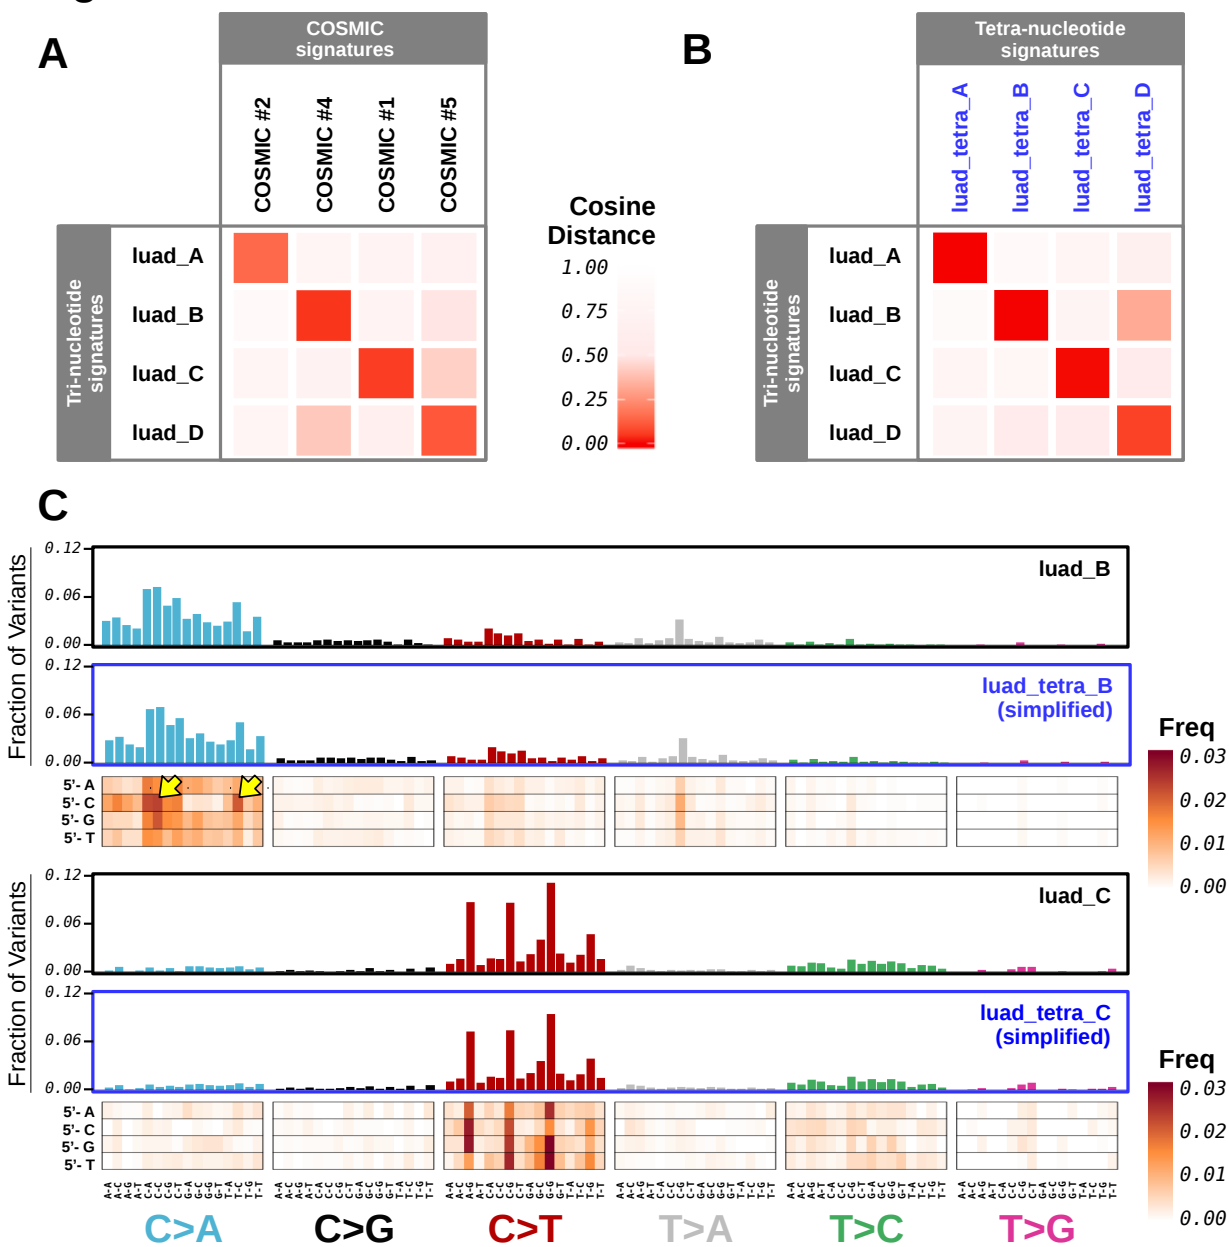 A
COSMIC
signatures
COSMIC #2
COSMIC #4
COSMIC #1
COSMIC #5
Tri-nucleotide
signatures
luad_A
luad_B
luad_C
luad_D
Cosine
Distance
1.00
0.75
0.50
0.25
0.00
B
Tetra-nucleotide
signatures
luad_tetra_A
luad_tetra_B
luad_tetra_C
luad_tetra_D
Tri-nucleotide
signatures
luad_A
luad_B
luad_C
luad_D
C
Fraction of Variants
0.12
0.06
0.00
luad_B
0.12
0.06
0.00
luad_tetra_B
(simplified)
5'- A
5'- C
5'- G
5'- T
Freq
0.03
0.02
0.01
0.00
Fraction of Variants
0.12
0.06
0.00
luad_C
0.12
0.06
0.00
luad_tetra_C
(simplified)
5'- A
5'- C
5'- G
5'- T
Freq
0.03
0.02
0.01
0.00
A-A A-C A-G A-T C-A C-C C-G C-T G-A G-C G-G G-T T-A T-C T-G T-T
A-A A-C A-G A-T C-A C-C C-G C-T G-A G-C G-G G-T T-A T-C T-G T-T
A-A A-C A-G A-T C-A C-C C-G C-T G-A G-C G-G G-T T-A T-C T-G T-T
A-A A-C A-G A-T C-A C-C C-G C-T G-A G-C G-G G-T T-A T-C T-G T-T
A-A A-C A-G A-T C-A C-C C-G C-T G-A G-C G-G G-T T-A T-C T-G T-T
A-A A-C A-G A-T C-A C-C C-G C-T G-A G-C G-G G-T T-A T-C T-G T-T
C>A
C>G
C>T
T>A
T>C
T>G